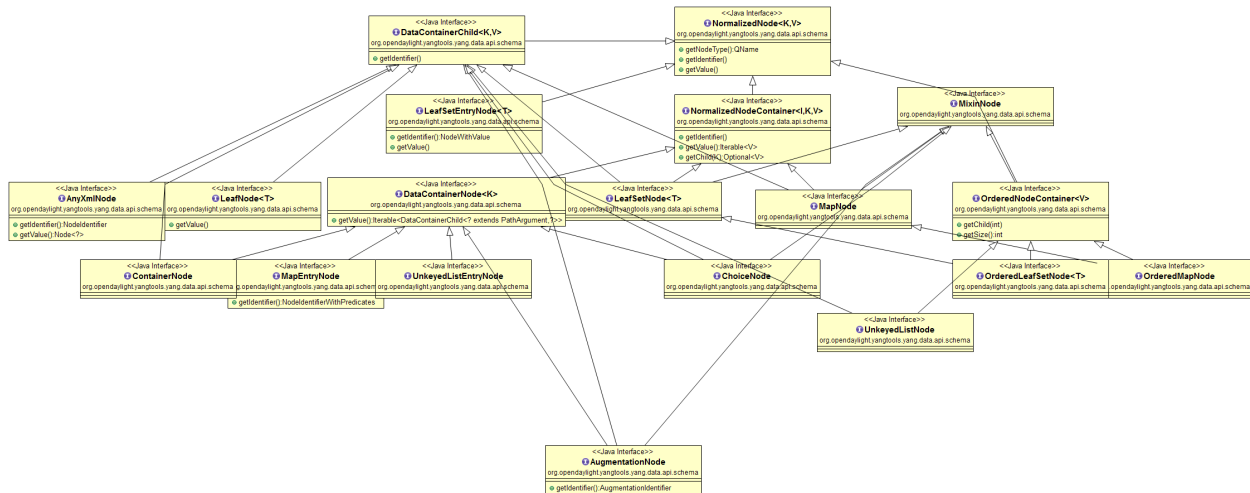 <<Java Interface>>
DataContainerChild<K,V>
org.opendaylight.yangtools.yang.data.api.schema
getIdentifier()
<<Java Interface>>
NormalizedNode<K,V>
org.opendaylight.yangtools.yang.data.api.schema
getNodeType():QName
getIdentifier()
getValue()
<<Java Interface>>
LeafSetEntryNode<T>
org.opendaylight.yangtools.yang.data.api.schema
getIdentifier():NodeWithValue
getValue()
<<Java Interface>>
NormalizedNodeContainer<I,K,V>
org.opendaylight.yangtools.yang.data.api.schema
getIdentifier()
getValue():Iterable<V>
getChild(K):Optional<V>
<<Java Interface>>
MixinNode
org.opendaylight.yangtools.yang.data.api.schema
<<Java Interface>>
AnyXmlNode
org.opendaylight.yangtools.yang.data.api.schema
getIdentifier():NodeIdentifier
getValue():Node<?>
<<Java Interface>>
LeafNode<T>
org.opendaylight.yangtools.yang.data.api.schema
getValue()
<<Java Interface>>
DataContainerNode<K>
org.opendaylight.yangtools.yang.data.api.schema
getValue():Iterable<DataContainerChild<? extends PathArgument,?>>
<<Java Interface>>
LeafSetNode<T>
org.opendaylight.yangtools.yang.data.api.schema
<<Java Interface>>
MapNode
org.opendaylight.yangtools.yang.data.api.schema
<<Java Interface>>
OrderedNodeContainer<V>
org.opendaylight.yangtools.yang.data.api.schema
getChild(int)
getSize():int
<<Java Interface>>
ContainerNode
org.opendaylight.yangtools.yang.data.api.schema
<<Java Interface>>
MapEntryNode
.opendaylight.yangtools.yang.data.api.schema
getIdentifier():NodeIdentifierWithPredicates
<<Java Interface>>
UnkeyedListEntryNode
org.opendaylight.yangtools.yang.data.api.schema
<<Java Interface>>
ChoiceNode
org.opendaylight.yangtools.yang.data.api.schema
<<Java Interface>>
OrderedLeafSetNode<T>
org.opendaylight.yangtools.yang.data.api.schema
<<Java Interface>>
OrderedMapNode
.opendaylight.yangtools.yang.data.api.schema
<<Java Interface>>
UnkeyedListNode
org.opendaylight.yangtools.yang.data.api.schema
<<Java Interface>>
AugmentationNode
org.opendaylight.yangtools.yang.data.api.schema
getIdentifier():AugmentationIdentifier